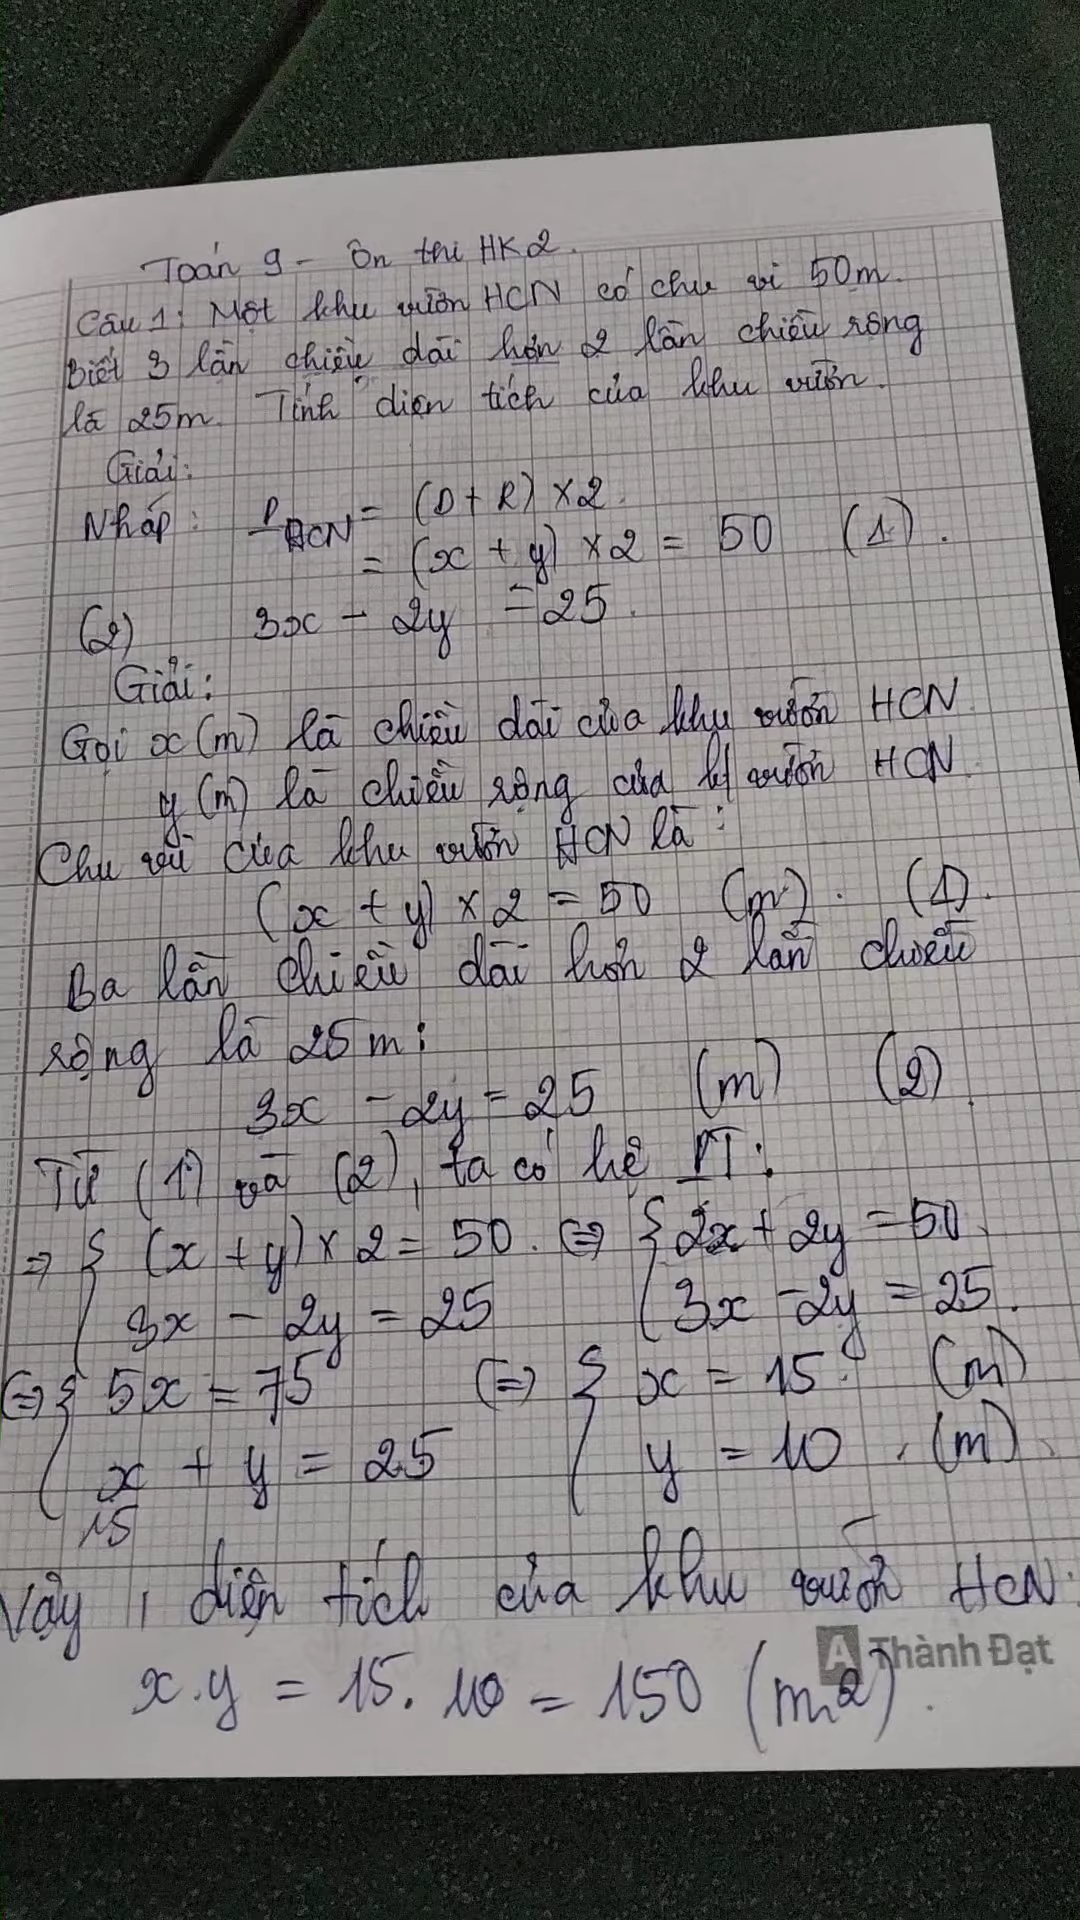 Toán 9 - Ôn thi HK2.
Câu 1: Một khu vườn HCN có chu vi 50m.
Biết 3 lần chiều dài hơn 2 lần chiều rộng
là 25m. Tính diện tích của khu vườn.
Giải:
Nháp: P HCN = (D + R) × 2.
= (x + y) × 2 = 50 (1).
(2) 3x - 2y = 25.
Giải:
Gọi x (m) là chiều dài của khu vườn HCN
y (m) là chiều rộng của vườn HCN
Chu vi của khu vườn HCN là:
(x + y) × 2 = 50 (m). (1).
Ba lần chiều dài hơn 2 lần chiều
rộng là 25m:
3x - 2y = 25 (m) (2).
Từ (1) và (2), ta có hệ PT:
⇒ { (x + y) × 2 = 50. ⇔ { 2x + 2y = 50.
3x - 2y = 25 3x - 2y = 25.
⇔ { 5x = 75 ⇔ { x = 15. (m)
x + y = 25 y = 10. (m).
15
Vậy, diện tích của khu vườn HCN:
A Thành Đạt
x.y = 15.10 = 150 (m2).